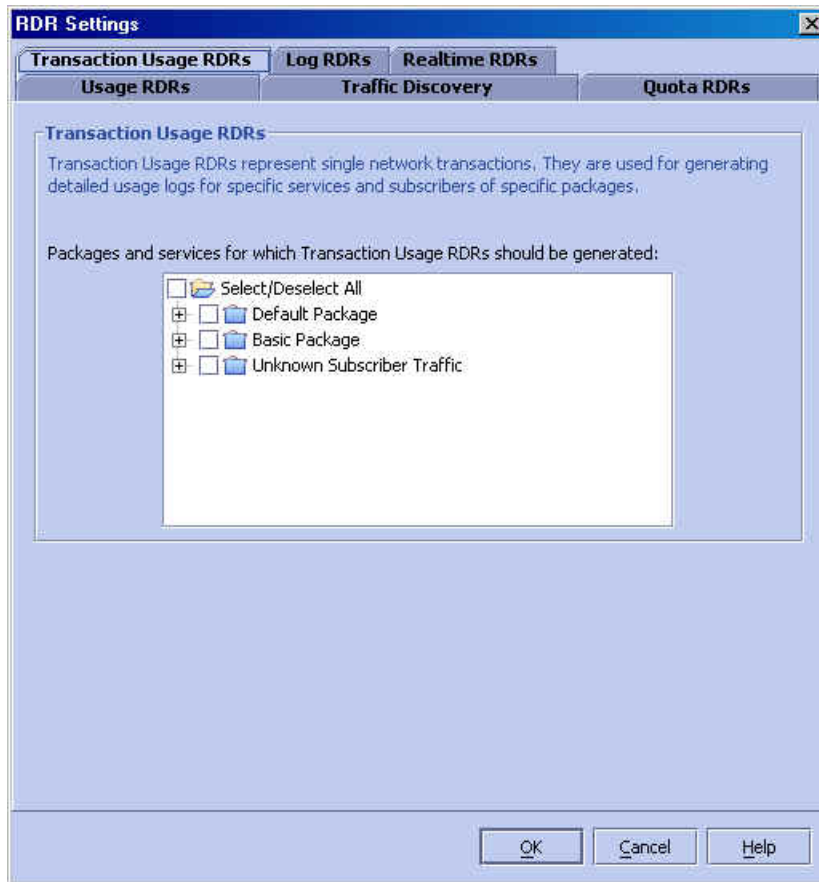 RDR Settings
Transaction Usage RDRs Log RDRs Realtime RDRs
Usage RDRs Traffic Discovery Quota RDRs
Transaction Usage RDRs
Transaction Usage RDRs represent single network transactions. They are used for generating
detailed usage logs for specific services and subscribers of specific packages.
Packages and services for which Transaction Usage RDRs should be generated:
Select/Deselect All
Default Package
Basic Package
Unknown Subscriber Traffic
OK Cancel Help